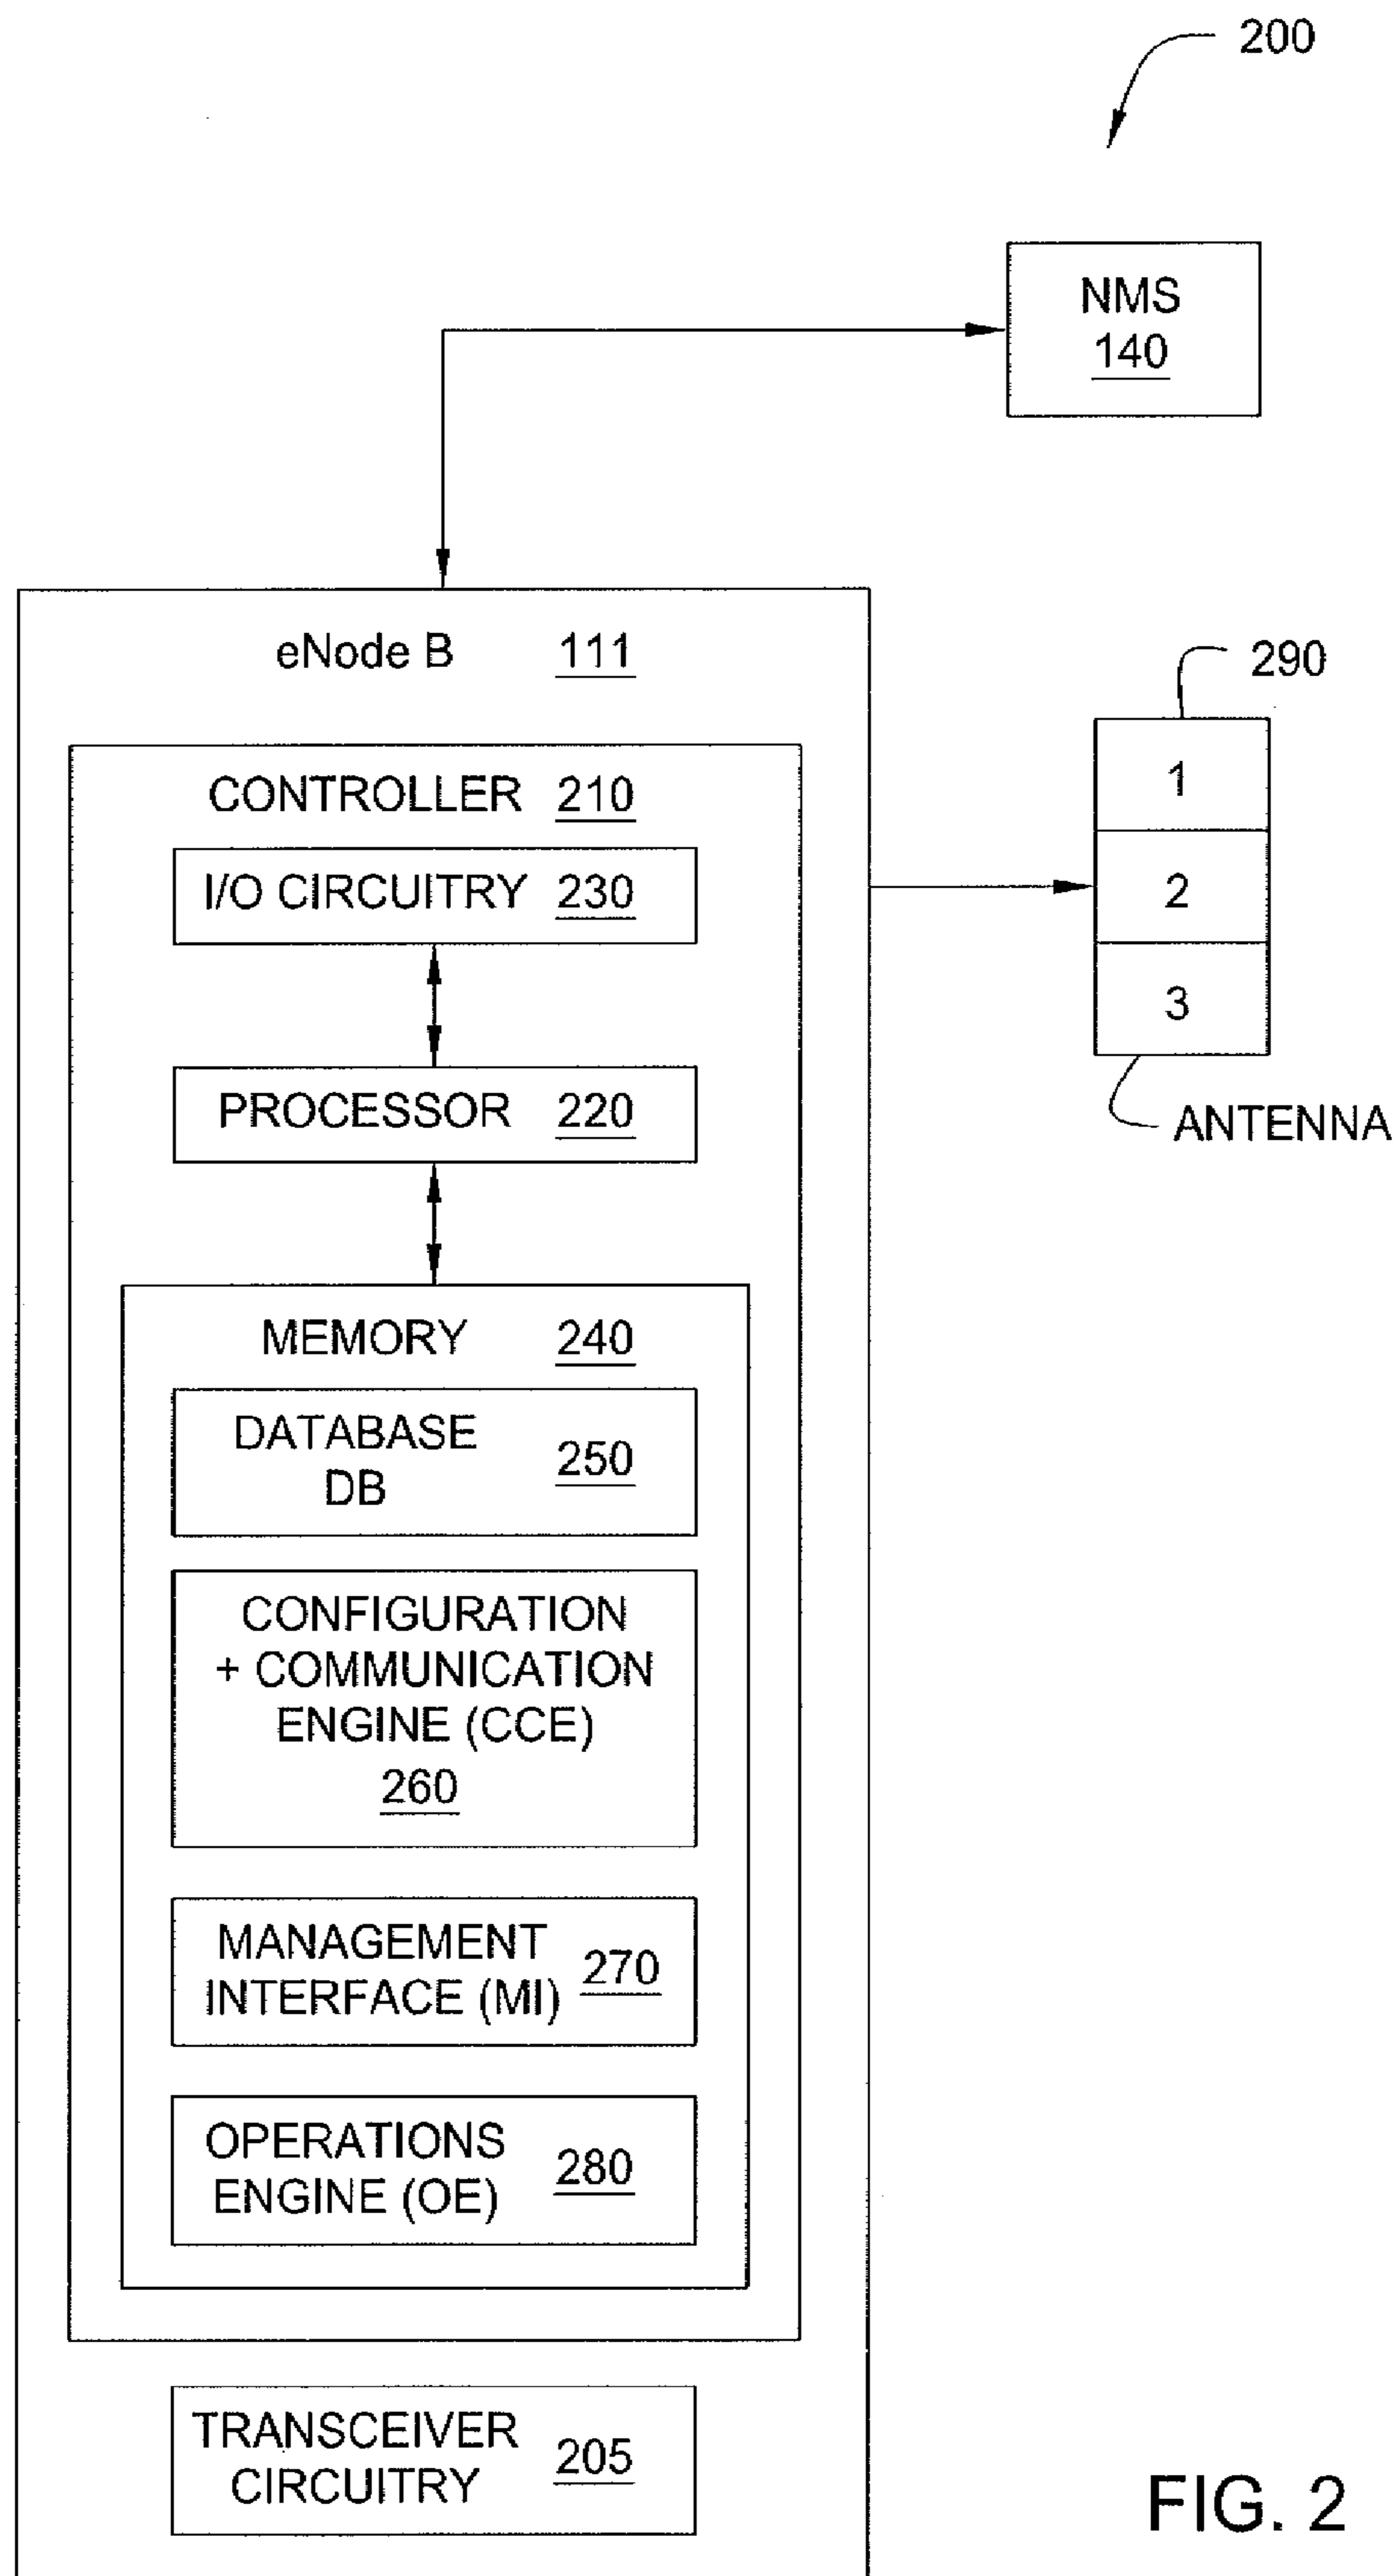 200
NMS
140
eNode B 111
290
CONTROLLER 210
1
I/O CIRCUITRY 230
2
3
PROCESSOR 220
ANTENNA
MEMORY 240
DATABASE
DB
250
CONFIGURATION
+ COMMUNICATION
ENGINE (CCE)
260
MANAGEMENT
INTERFACE (MI)
270
OPERATIONS
ENGINE (OE)
280
TRANSCEIVER
CIRCUITRY
205
FIG. 2